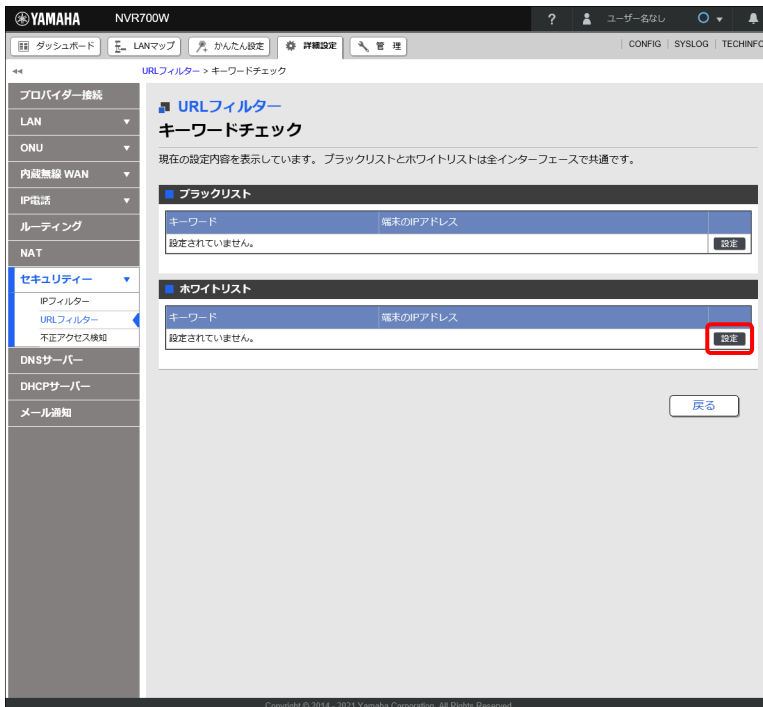 YAMAHA NVR700W ? ユーザー名なし
ダッシュボード LANマップ かんたん設定 詳細設定 管 理 CONFIG SYSLOG TECHINFO
URLフィルター > キーワードチェック
プロバイダー接続
LAN
ONU
内蔵無線 WAN
IP電話
ルーティング
NAT
セキュリティー
IPフィルター
URLフィルター
不正アクセス検知
DNSサーバー
DHCPサーバー
メール通知
URLフィルター
キーワードチェック
現在の設定内容を表示しています。 ブラックリストとホワイトリストは全インターフェースで共通です。
ブラックリスト
キーワード 端末のIPアドレス
設定されていません。 設定
ホワイトリスト
キーワード 端末のIPアドレス
設定されていません。 設定
戻る
Copyright © 2014 - 2021 Yamaha Corporation. All Rights Reserved.